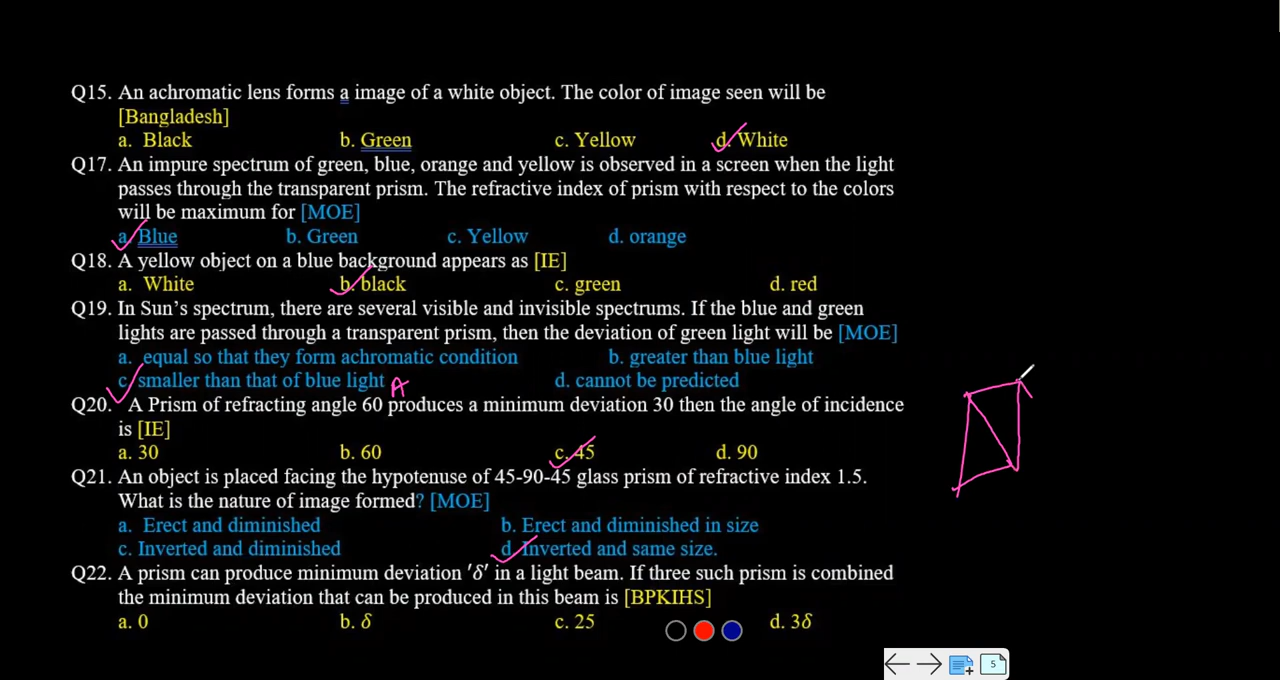 Q15. An achromatic lens forms a image of a white object. The color of image seen will be
[Bangladesh]
a. Black b. Green c. Yellow d. White
Q17. An impure spectrum of green, blue, orange and yellow is observed in a screen when the light
passes through the transparent prism. The refractive index of prism with respect to the colors
will be maximum for [MOE]
a. Blue b. Green c. Yellow d. orange
Q18. A yellow object on a blue background appears as [IE]
a. White b. black c. green d. red
Q19. In Sun's spectrum, there are several visible and invisible spectrums. If the blue and green
lights are passed through a transparent prism, then the deviation of green light will be [MOE]
a. equal so that they form achromatic condition b. greater than blue light
c. smaller than that of blue light A d. cannot be predicted
Q20. A Prism of refracting angle 60 produces a minimum deviation 30 then the angle of incidence
is [IE]
a. 30 b. 60 c. 45 d. 90
Q21. An object is placed facing the hypotenuse of 45-90-45 glass prism of refractive index 1.5.
What is the nature of image formed? [MOE]
a. Erect and diminished b. Erect and diminished in size
c. Inverted and diminished d. Inverted and same size.
Q22. A prism can produce minimum deviation 'δ' in a light beam. If three such prism is combined
the minimum deviation that can be produced in this beam is [BPKIHS]
a. 0 b. δ c. 25 d. 3δ
5